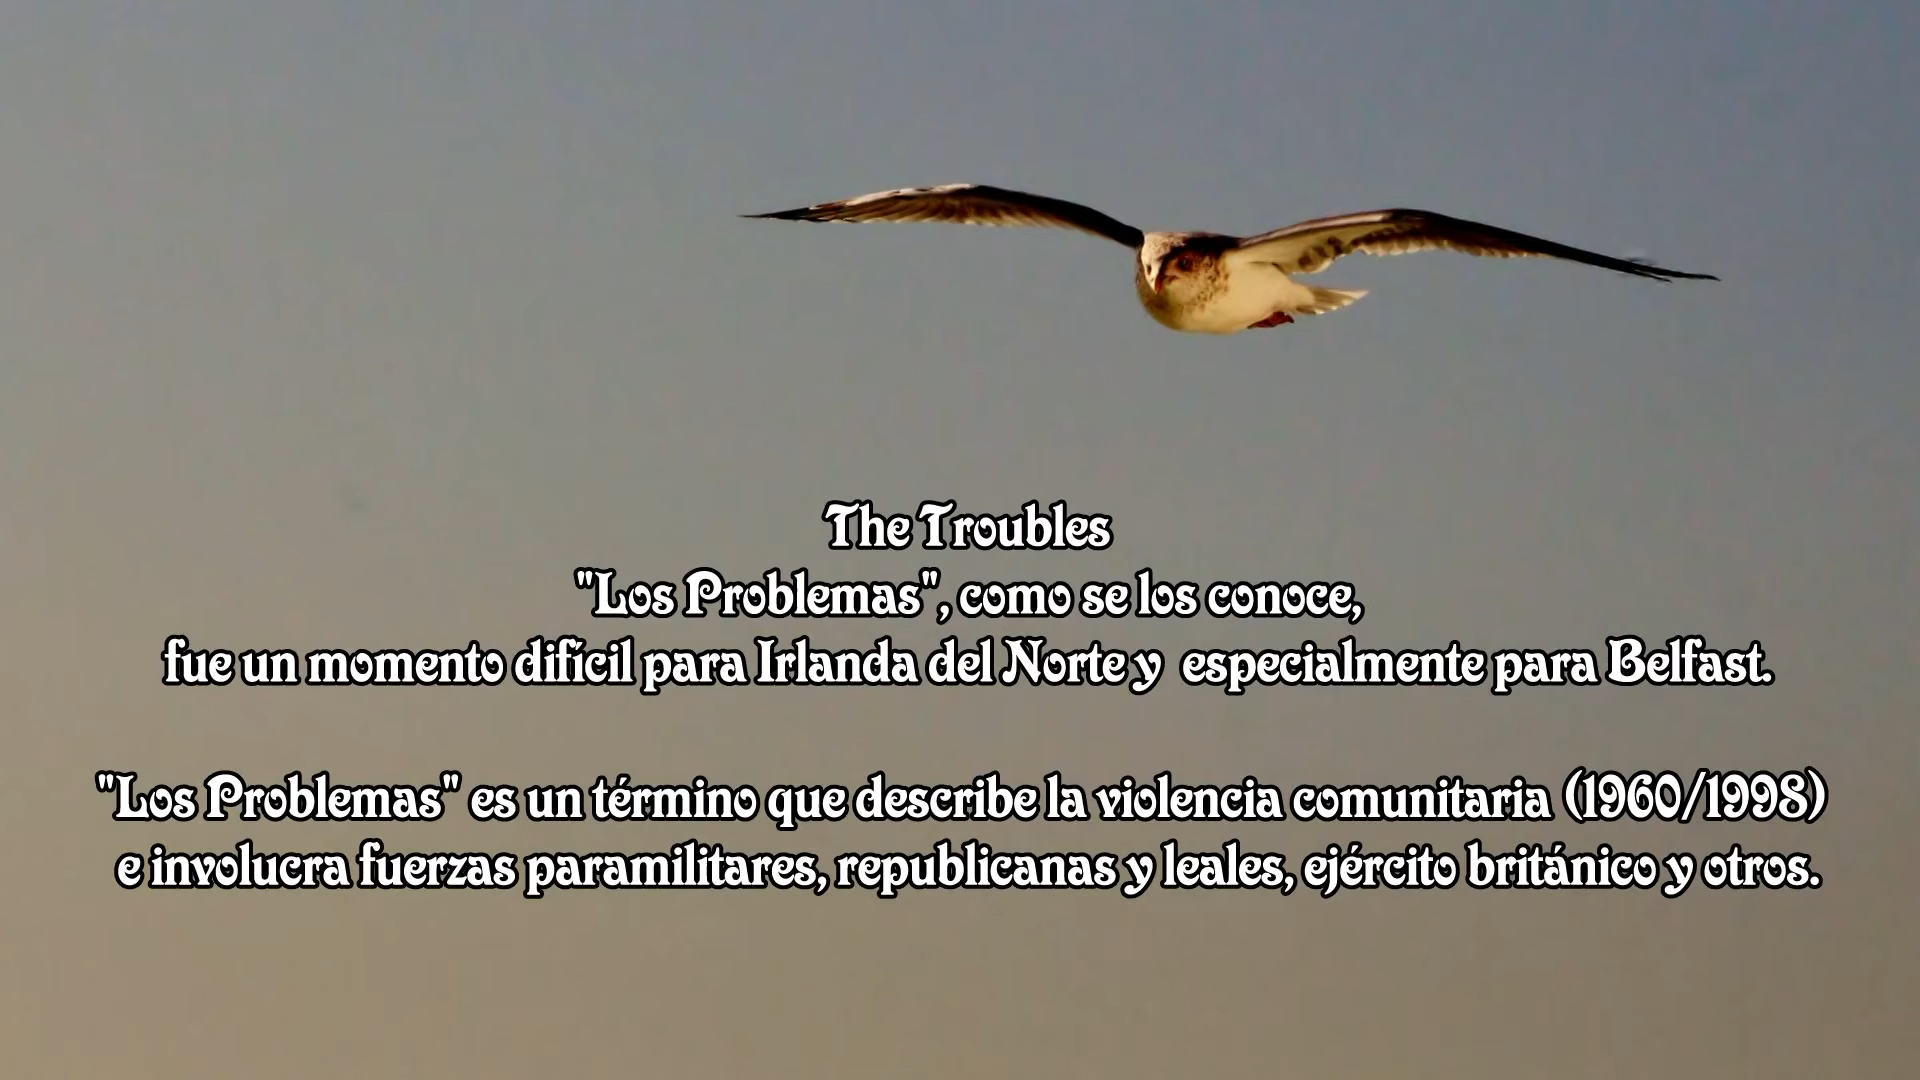 The Troubles
"Los Problemas", como se los conoce,
fue un momento difícil para Irlanda del Norte y  especialmente para Belfast.
"Los Problemas" es un término que describe la violencia comunitaria (1960/1998)
e involucra fuerzas paramilitares, republicanas y leales, ejército británico y otros.